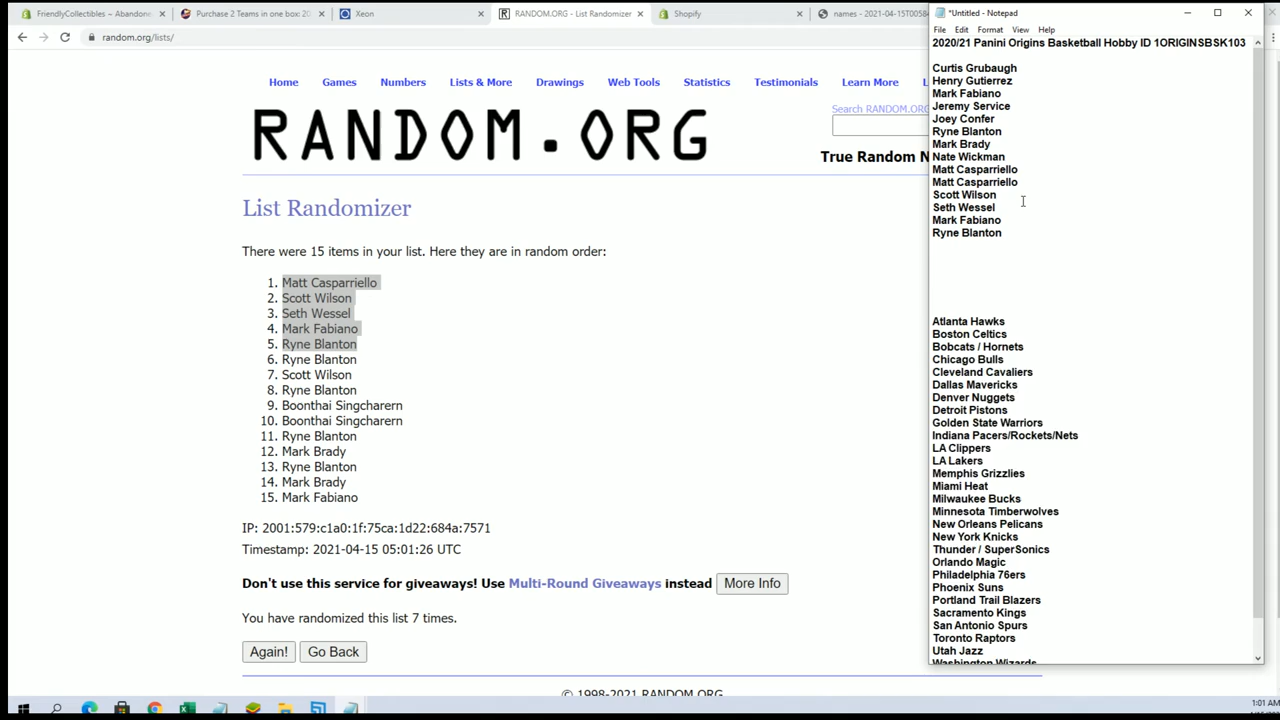 FriendlyCollectibles ~ Abandone
Purchase 2 Teams in one box: 20
Xeon
RANDOM.ORG - List Randomizer
Shopify
names - 2021-04-15T00584
random.org/lists/
Home
Games
Numbers
Lists & More
Drawings
Web Tools
Statistics
Testimonials
Learn More
Search RANDOM.ORG
RANDOM.ORG
True Random N
List Randomizer
There were 15 items in your list. Here they are in random order:
1. Matt Casparriello
2. Scott Wilson
3. Seth Wessel
4. Mark Fabiano
5. Ryne Blanton
6. Ryne Blanton
7. Scott Wilson
8. Ryne Blanton
9. Boonthai Singcharern
10. Boonthai Singcharern
11. Ryne Blanton
12. Mark Brady
13. Ryne Blanton
14. Mark Brady
15. Mark Fabiano
IP: 2001:579:c1a0:1f:75ca:1d22:684a:7571
Timestamp: 2021-04-15 05:01:26 UTC
Don't use this service for giveaways! Use Multi-Round Giveaways instead
More Info
You have randomized this list 7 times.
Again!
Go Back
© 1998-2021 RANDOM.ORG
*Untitled - Notepad
File Edit Format View Help
2020/21 Panini Origins Basketball Hobby ID 1ORIGINSBSK103
Curtis Grubaugh
Henry Gutierrez
Mark Fabiano
Jeremy Service
Joey Confer
Ryne Blanton
Mark Brady
Nate Wickman
Matt Casparriello
Matt Casparriello
Scott Wilson
Seth Wessel
Mark Fabiano
Ryne Blanton
Atlanta Hawks
Boston Celtics
Bobcats / Hornets
Chicago Bulls
Cleveland Cavaliers
Dallas Mavericks
Denver Nuggets
Detroit Pistons
Golden State Warriors
Indiana Pacers/Rockets/Nets
LA Clippers
LA Lakers
Memphis Grizzlies
Miami Heat
Milwaukee Bucks
Minnesota Timberwolves
New Orleans Pelicans
New York Knicks
Thunder / SuperSonics
Orlando Magic
Philadelphia 76ers
Phoenix Suns
Portland Trail Blazers
Sacramento Kings
San Antonio Spurs
Toronto Raptors
Utah Jazz
Washington Wizards
1:01 AM